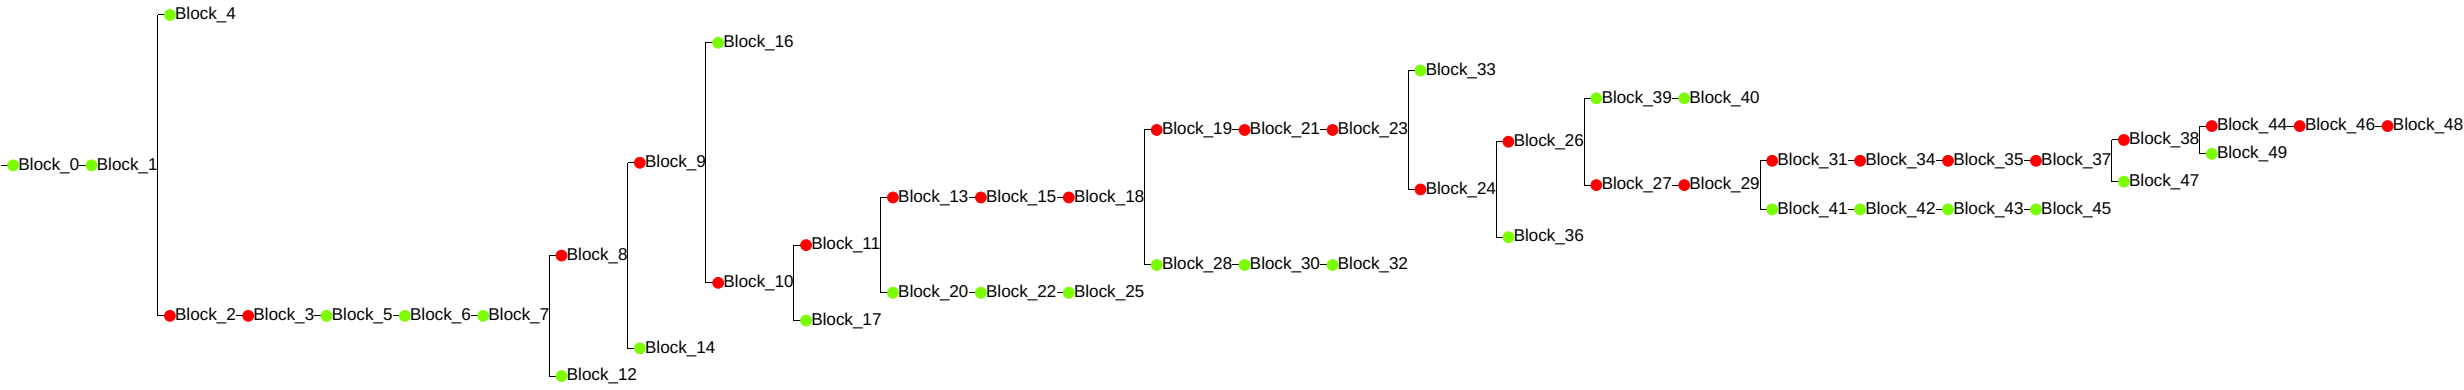 Block_4
Block_16
Block_33
Block_39 Block_40
Block_44 Block_46 Block_48
Block_19 Block_21 Block_23
Block_38
Block_26
Block_49
Block_31 Block_34 Block_35 Block_37
Block_9
Block_0 Block_1
Block_47
Block_27 Block_29
Block_24
Block_13 Block_15 Block_18
Block_41 Block_42 Block_43 Block_45
Block_36
Block_11
Block_8
Block_28 Block_30 Block_32
Block_10
Block_20 Block_22 Block_25
Block_2 Block_3 Block_5 Block_6 Block_7
Block_17
Block_14
Block_12